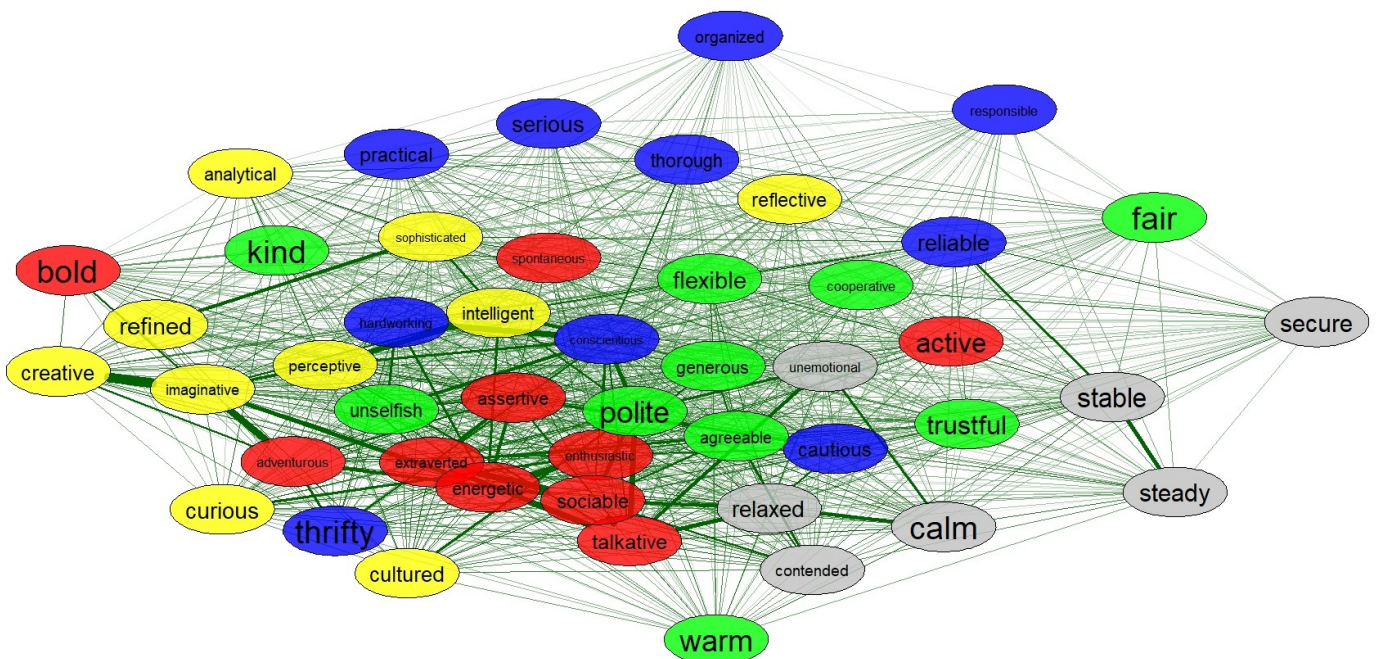 organized
responsible
serious
practical
thorough
analytical
reflective
fair
sophisticated
kind
reliable
spontaneous
bold
flexible
cooperative
refined
hardworking
intelligent
secure
conscientious
active
creative
imaginative
perceptive
generous
unemotional
assertive
stable
unselfish
polite
trustful
agreeable
cautious
adventurous
extraverted
enthusiastic
energetic
steady
sociable
curious
relaxed
calm
thrifty
talkative
cultured
contended
warm